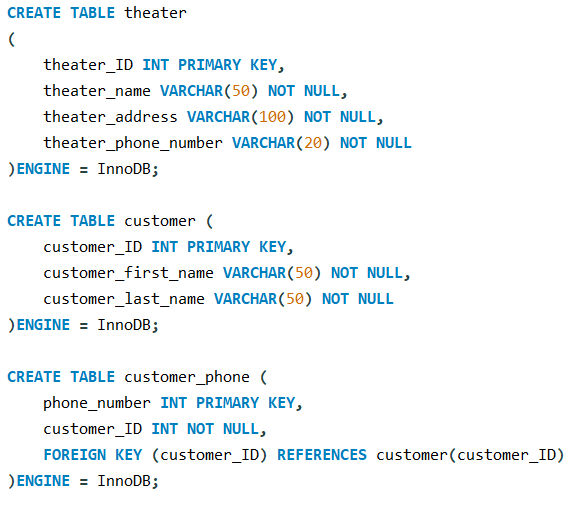 CREATE TABLE theater
(
    theater_ID INT PRIMARY KEY,
    theater_name VARCHAR(50) NOT NULL,
    theater_address VARCHAR(100) NOT NULL,
    theater_phone_number VARCHAR(20) NOT NULL
)ENGINE = InnoDB;

CREATE TABLE customer (
    customer_ID INT PRIMARY KEY,
    customer_first_name VARCHAR(50) NOT NULL,
    customer_last_name VARCHAR(50) NOT NULL
)ENGINE = InnoDB;

CREATE TABLE customer_phone (
    phone_number INT PRIMARY KEY,
    customer_ID INT NOT NULL,
    FOREIGN KEY (customer_ID) REFERENCES customer(customer_ID)
)ENGINE = InnoDB;